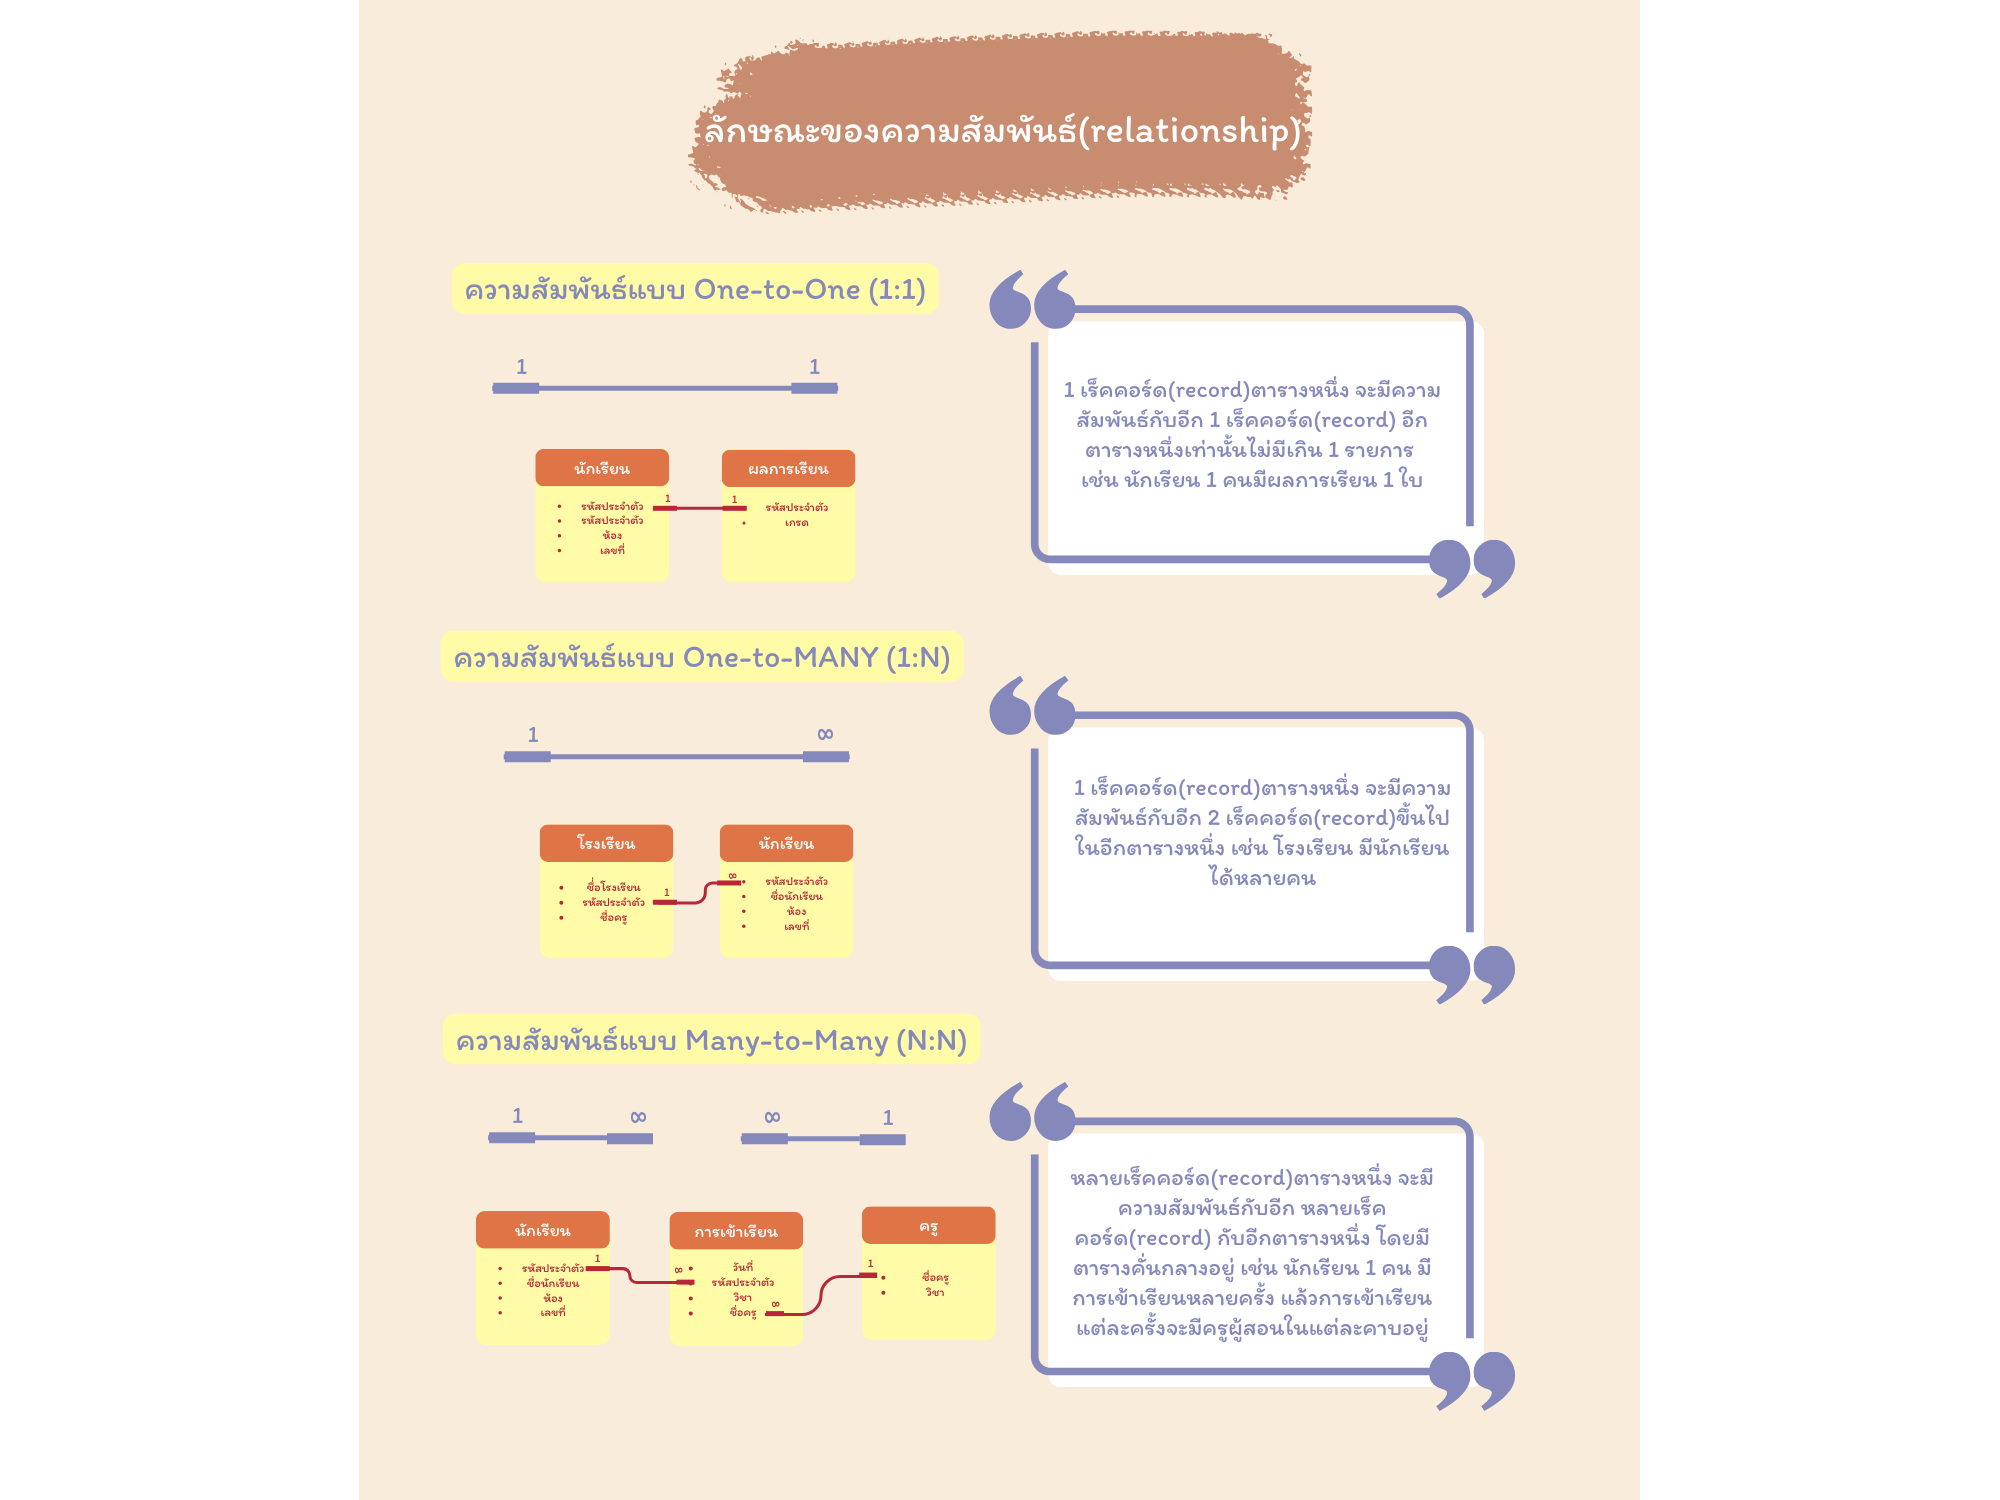 ลักษณะของความสัมพันธ์(relationship)
ความสัมพันธ์แบบ One-to-One (1:1)
1 1
นักเรียน
รหัสประจำตัว
รหัสประจำตัว
ห้อง
เลขที่
1 1
ผลการเรียน
รหัสประจำตัว
เกรด
1 เร็คคอร์ด(record)ตารางหนึ่ง จะมีความ
สัมพันธ์กับอีก 1 เร็คคอร์ด(record) อีก
ตารางหนึ่งเท่านั้นไม่มีเกิน 1 รายการ
เช่น นักเรียน 1 คนมีผลการเรียน 1 ใบ
ความสัมพันธ์แบบ One-to-MANY (1:N)
1 ∞
โรงเรียน
ชื่อโรงเรียน
รหัสประจำตัว
ชื่อครู
1 ∞
นักเรียน
รหัสประจำตัว
ชื่อนักเรียน
ห้อง
เลขที่
1 เร็คคอร์ด(record)ตารางหนึ่ง จะมีความ
สัมพันธ์กับอีก 2 เร็คคอร์ด(record)ขึ้นไป
ในอีกตารางหนึ่ง เช่น โรงเรียน มีนักเรียน
ได้หลายคน
ความสัมพันธ์แบบ Many-to-Many (N:N)
1 ∞ ∞ 1
นักเรียน
รหัสประจำตัว
ชื่อนักเรียน
ห้อง
เลขที่
1 ∞
การเข้าเรียน
วันที่
รหัสประจำตัว
วิชา
ชื่อครู
∞ 1
ครู
ชื่อครู
วิชา
หลายเร็คคอร์ด(record)ตารางหนึ่ง จะมี
ความสัมพันธ์กับอีก หลายเร็ค
คอร์ด(record) กับอีกตารางหนึ่ง โดยมี
ตารางคั่นกลางอยู่ เช่น นักเรียน 1 คน มี
การเข้าเรียนหลายครั้ง แล้วการเข้าเรียน
แต่ละครั้งจะมีครูผู้สอนในแต่ละคาบอยู่